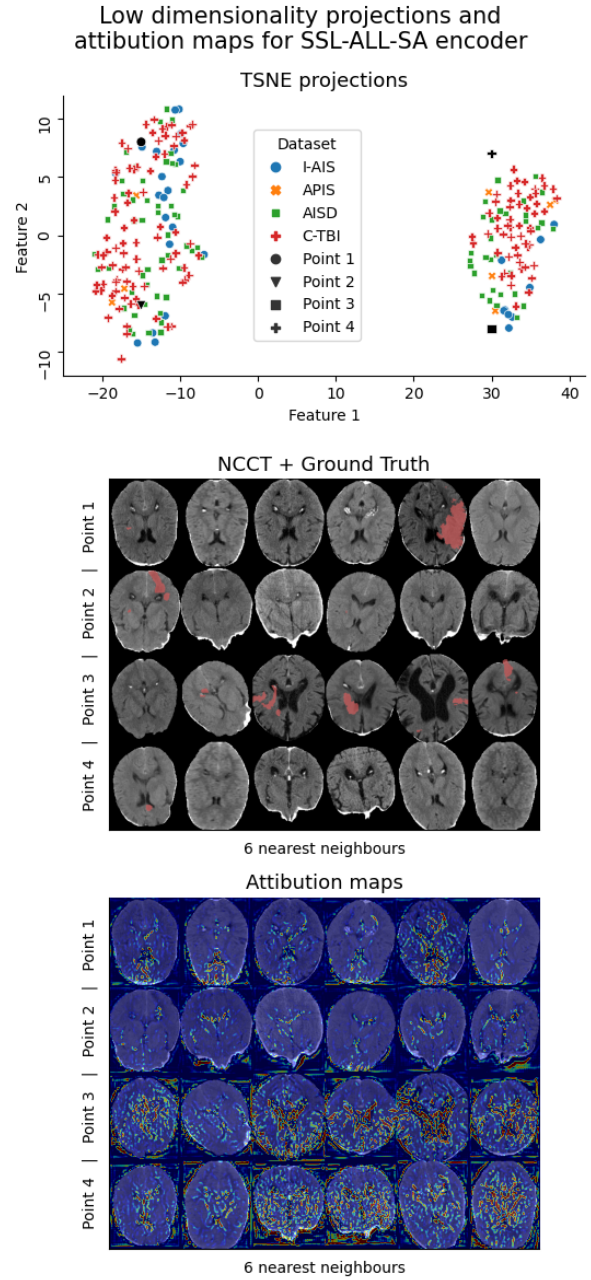 Low dimensionality projections and
attibution maps for SSL-ALL-SA encoder
TSNE projections
Feature 2
10
5
0
−5
−10
Dataset
I-AIS
APIS
AISD
C-TBI
Point 1
Point 2
Point 3
Point 4
−20
−10
0
10
20
30
40
Feature 1
NCCT + Ground Truth
Point 4 | Point 3 | Point 2 | Point 1
6 nearest neighbours
Attibution maps
Point 4 | Point 3 | Point 2 | Point 1
6 nearest neighbours